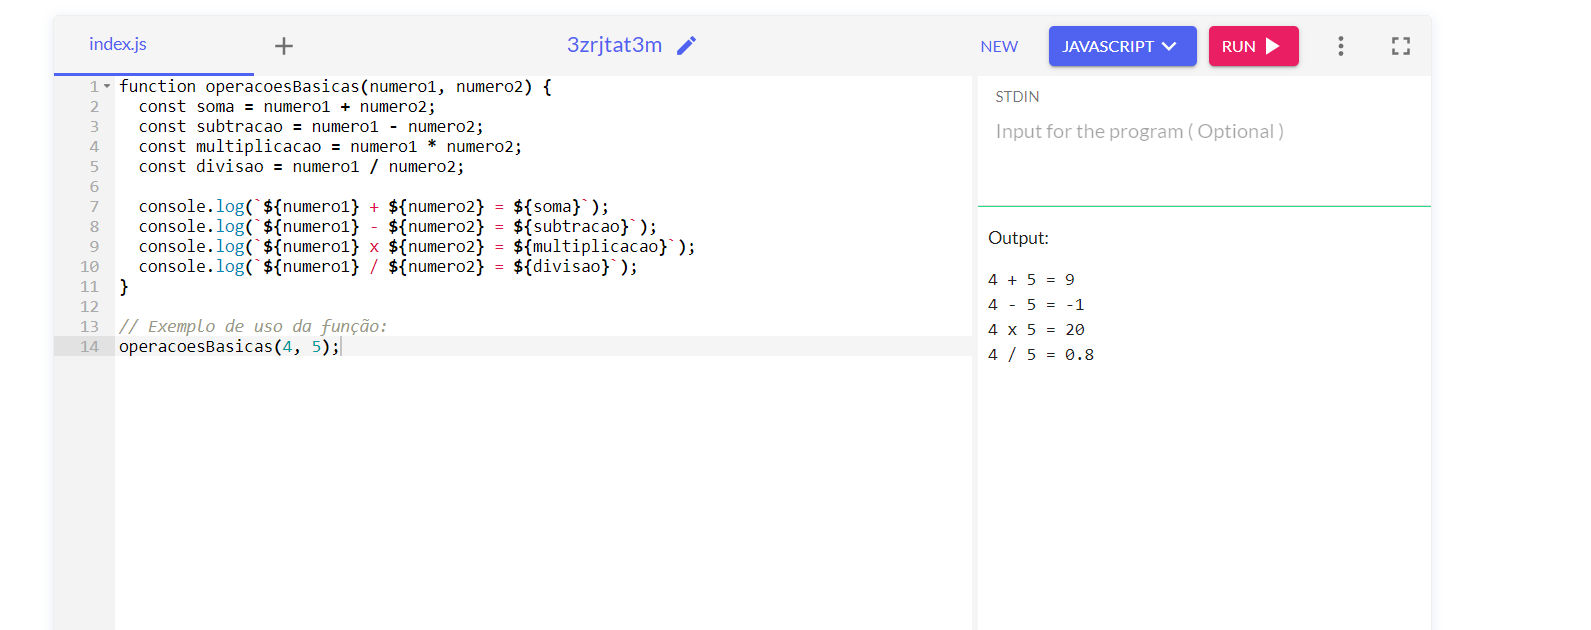 index.js
3zrjtat3m
NEW
JAVASCRIPT
RUN
1 function operacoesBasicas(numero1, numero2) {
2   const soma = numero1 + numero2;
3   const subtracao = numero1 - numero2;
4   const multiplicacao = numero1 * numero2;
5   const divisao = numero1 / numero2;
6
7   console.log(`${numero1} + ${numero2} = ${soma}`);
8   console.log(`${numero1} - ${numero2} = ${subtracao}`);
9   console.log(`${numero1} x ${numero2} = ${multiplicacao}`);
10   console.log(`${numero1} / ${numero2} = ${divisao}`);
11 }
12
13 // Exemplo de uso da função:
14 operacoesBasicas(4, 5);
STDIN
Input for the program ( Optional )
Output:
4 + 5 = 9
4 - 5 = -1
4 x 5 = 20
4 / 5 = 0.8